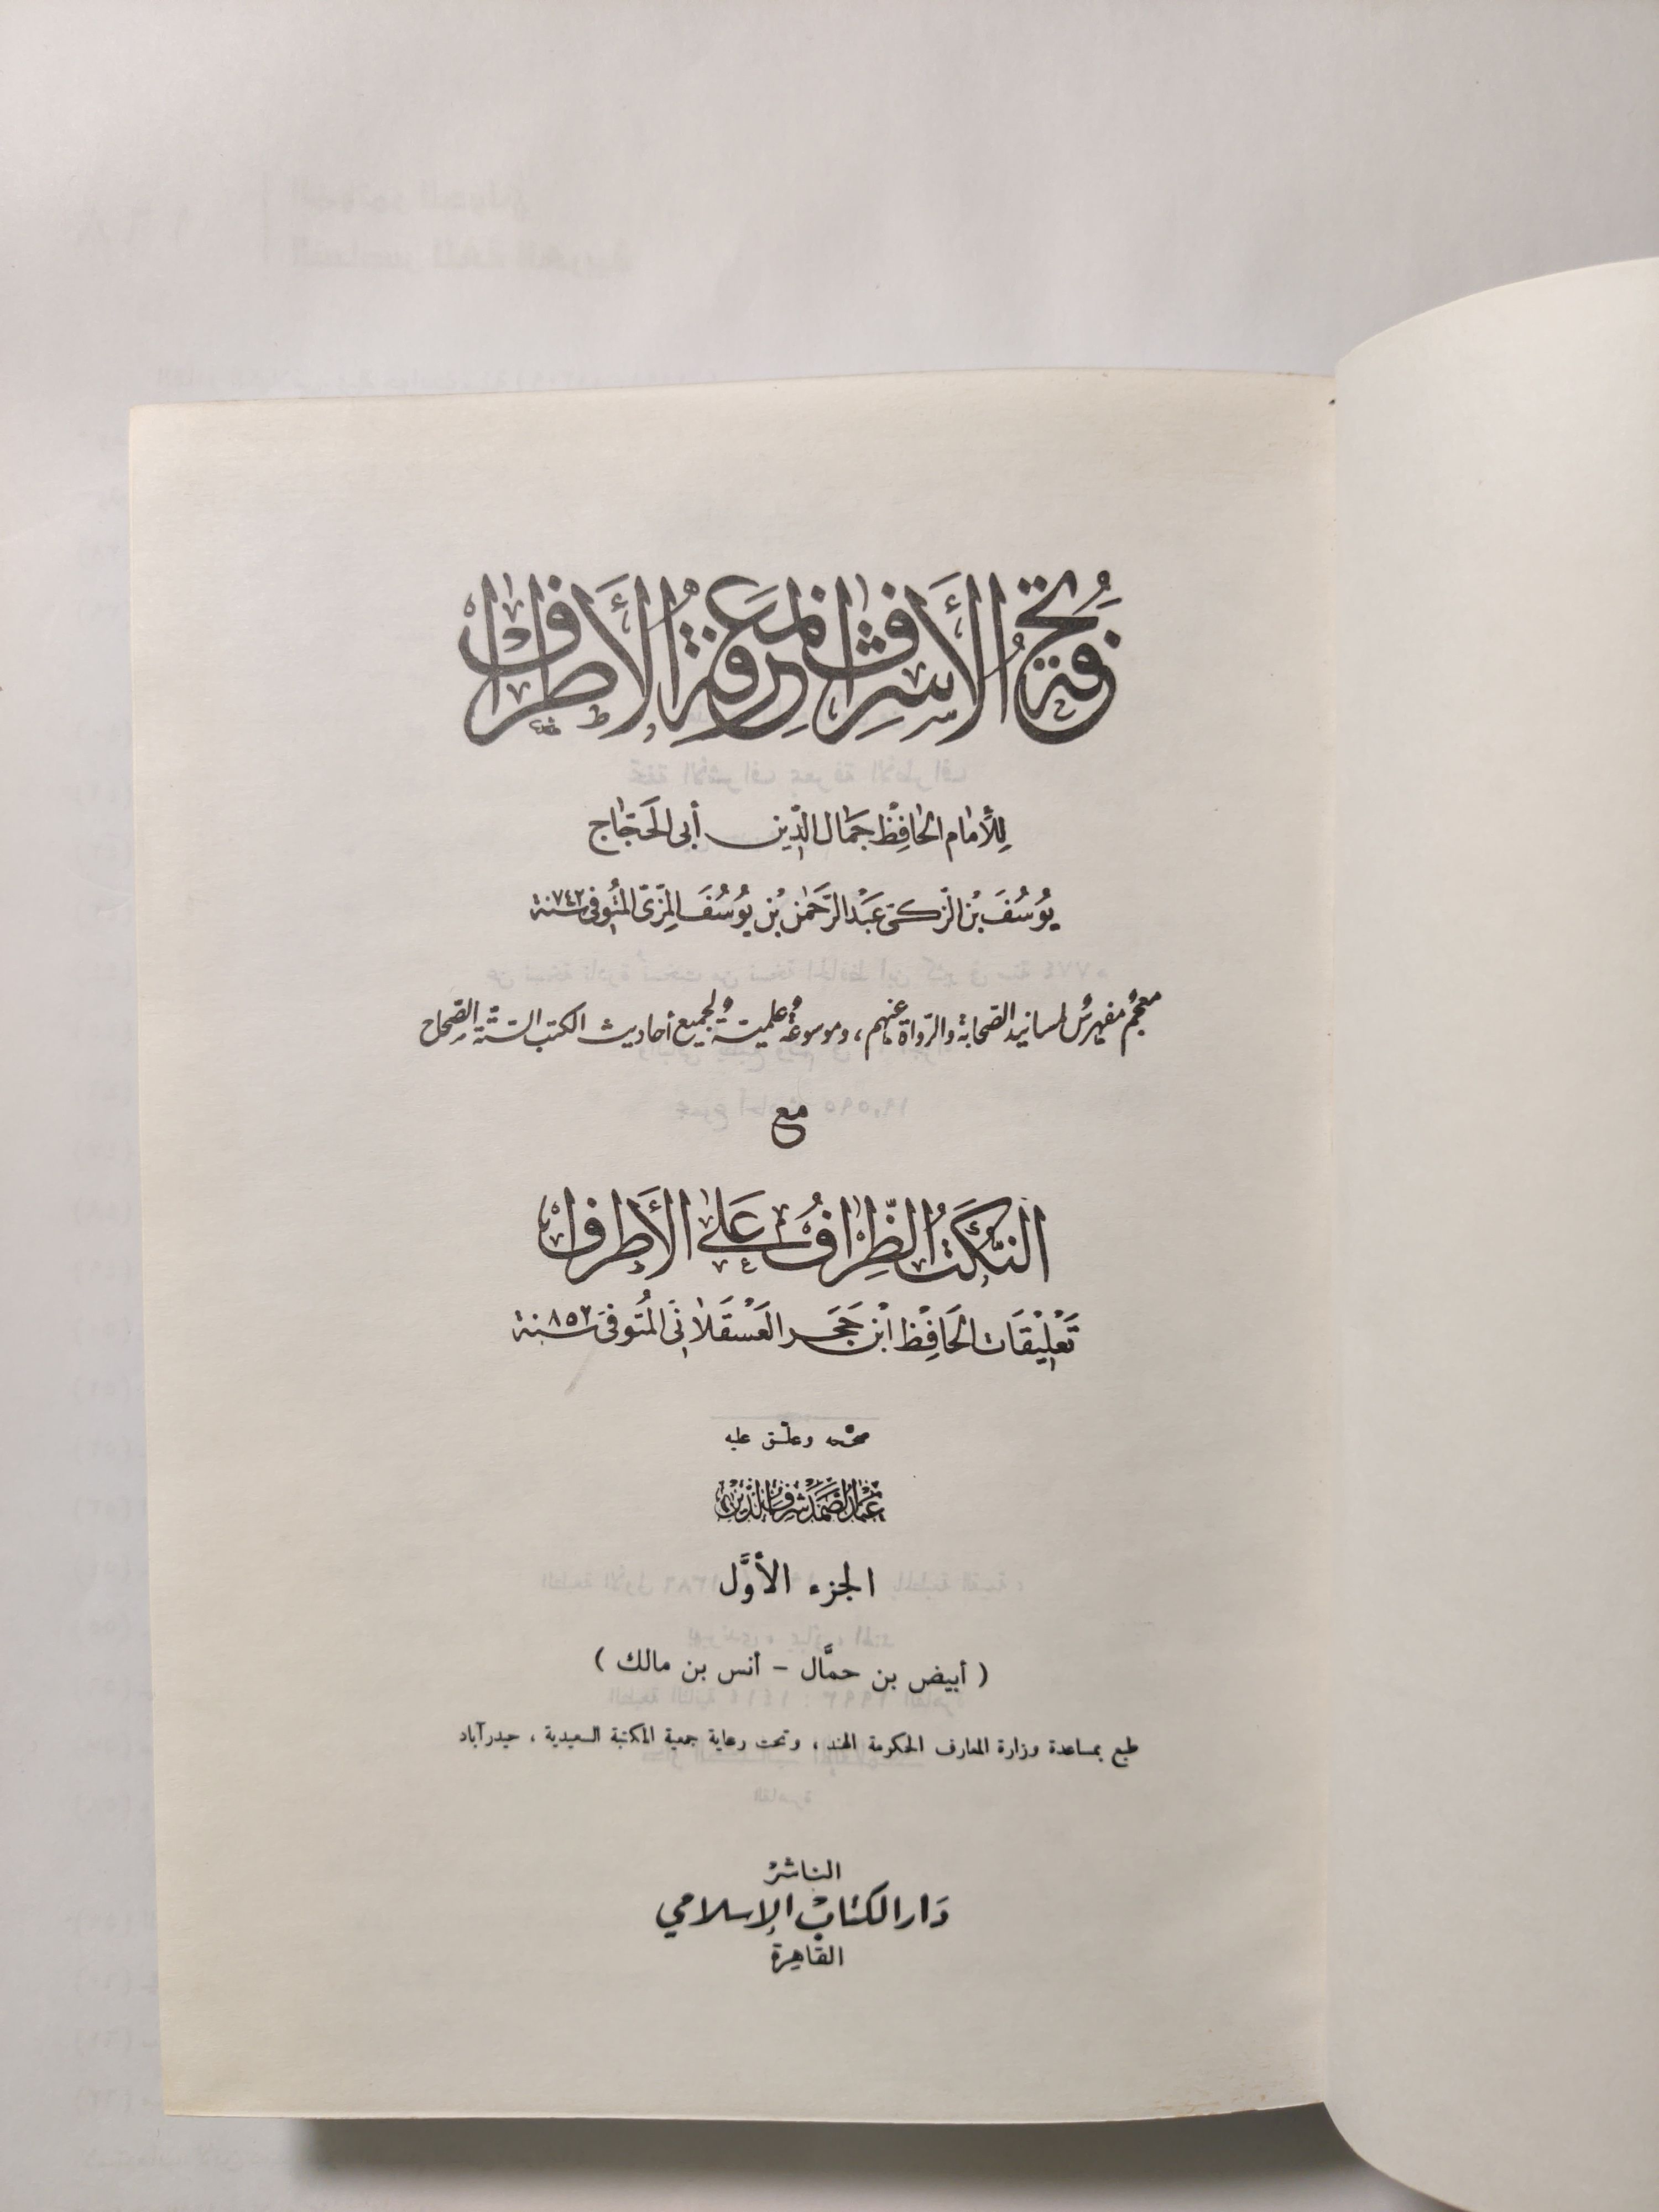 تحفة الأشراف بمعرفة الأطراف
للإمام الحافظ جمال الدين أبي الحجاج
يوسف بن الزكي عبد الرحمن بن يوسف المزي المتوفى سنة ٧٤٢
معجم مفهرس لمسانيد الصحابة والرواة عنهم، وموسوعة علمية لجميع أحاديث الكتب الستة الصحاح
مع
النكت الظراف على الأطراف
تعليقات الحافظ ابن حجر العسقلاني المتوفى سنة ٨٥٢
صححه وعلق عليه
عبد الصمد شرف الدين
الجزء الأوَّل
( أبيض بن حمَّال – أنس بن مالك )
طبع بمساعدة وزارة المعارف الحكومة الهند ، وتحت رعاية جمعية المكتبة السعيدية ، حيدرآباد
الناشر
دار الكتاب الإسلامي
القاهرة